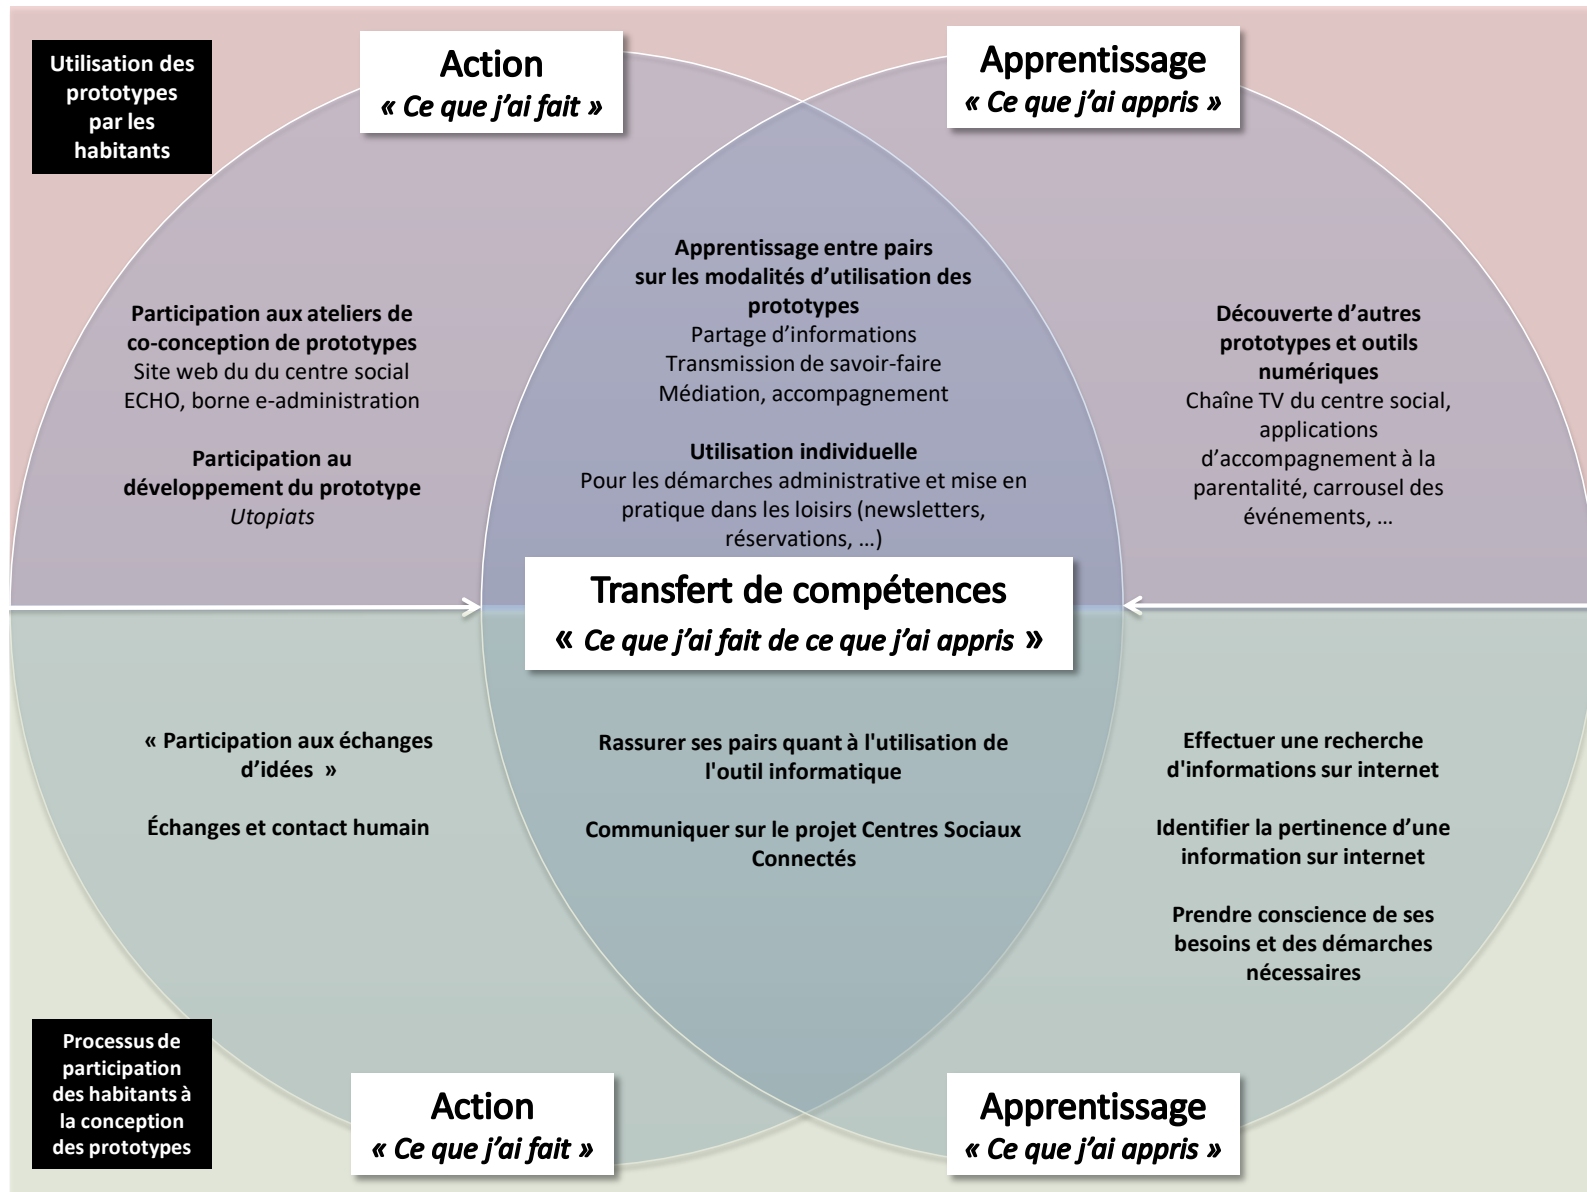 Utilisation des
prototypes
par les
habitants
Action
« Ce que j’ai fait »
Apprentissage
« Ce que j’ai appris »
Participation aux ateliers de
co-conception de prototypes
Site web du du centre social
ECHO, borne e-administration
Participation au
développement du prototype
Utopiats
Apprentissage entre pairs
sur les modalités d’utilisation des
prototypes
Partage d’informations
Transmission de savoir-faire
Médiation, accompagnement
Utilisation individuelle
Pour les démarches administrative et mise en
pratique dans les loisirs (newsletters,
réservations, …)
Découverte d’autres
prototypes et outils
numériques
Chaîne TV du centre social,
applications
d’accompagnement à la
parentalité, carrousel des
événements, …
Transfert de compétences
« Ce que j’ai fait de ce que j’ai appris »
« Participation aux échanges
d’idées  »
Échanges et contact humain
Rassurer ses pairs quant à l'utilisation de
l'outil informatique
Communiquer sur le projet Centres Sociaux
Connectés
Effectuer une recherche
d'informations sur internet
Identifier la pertinence d’une
information sur internet
Prendre conscience de ses
besoins et des démarches
nécessaires
Processus de
participation
des habitants à
la conception
des prototypes
Action
« Ce que j’ai fait »
Apprentissage
« Ce que j’ai appris »